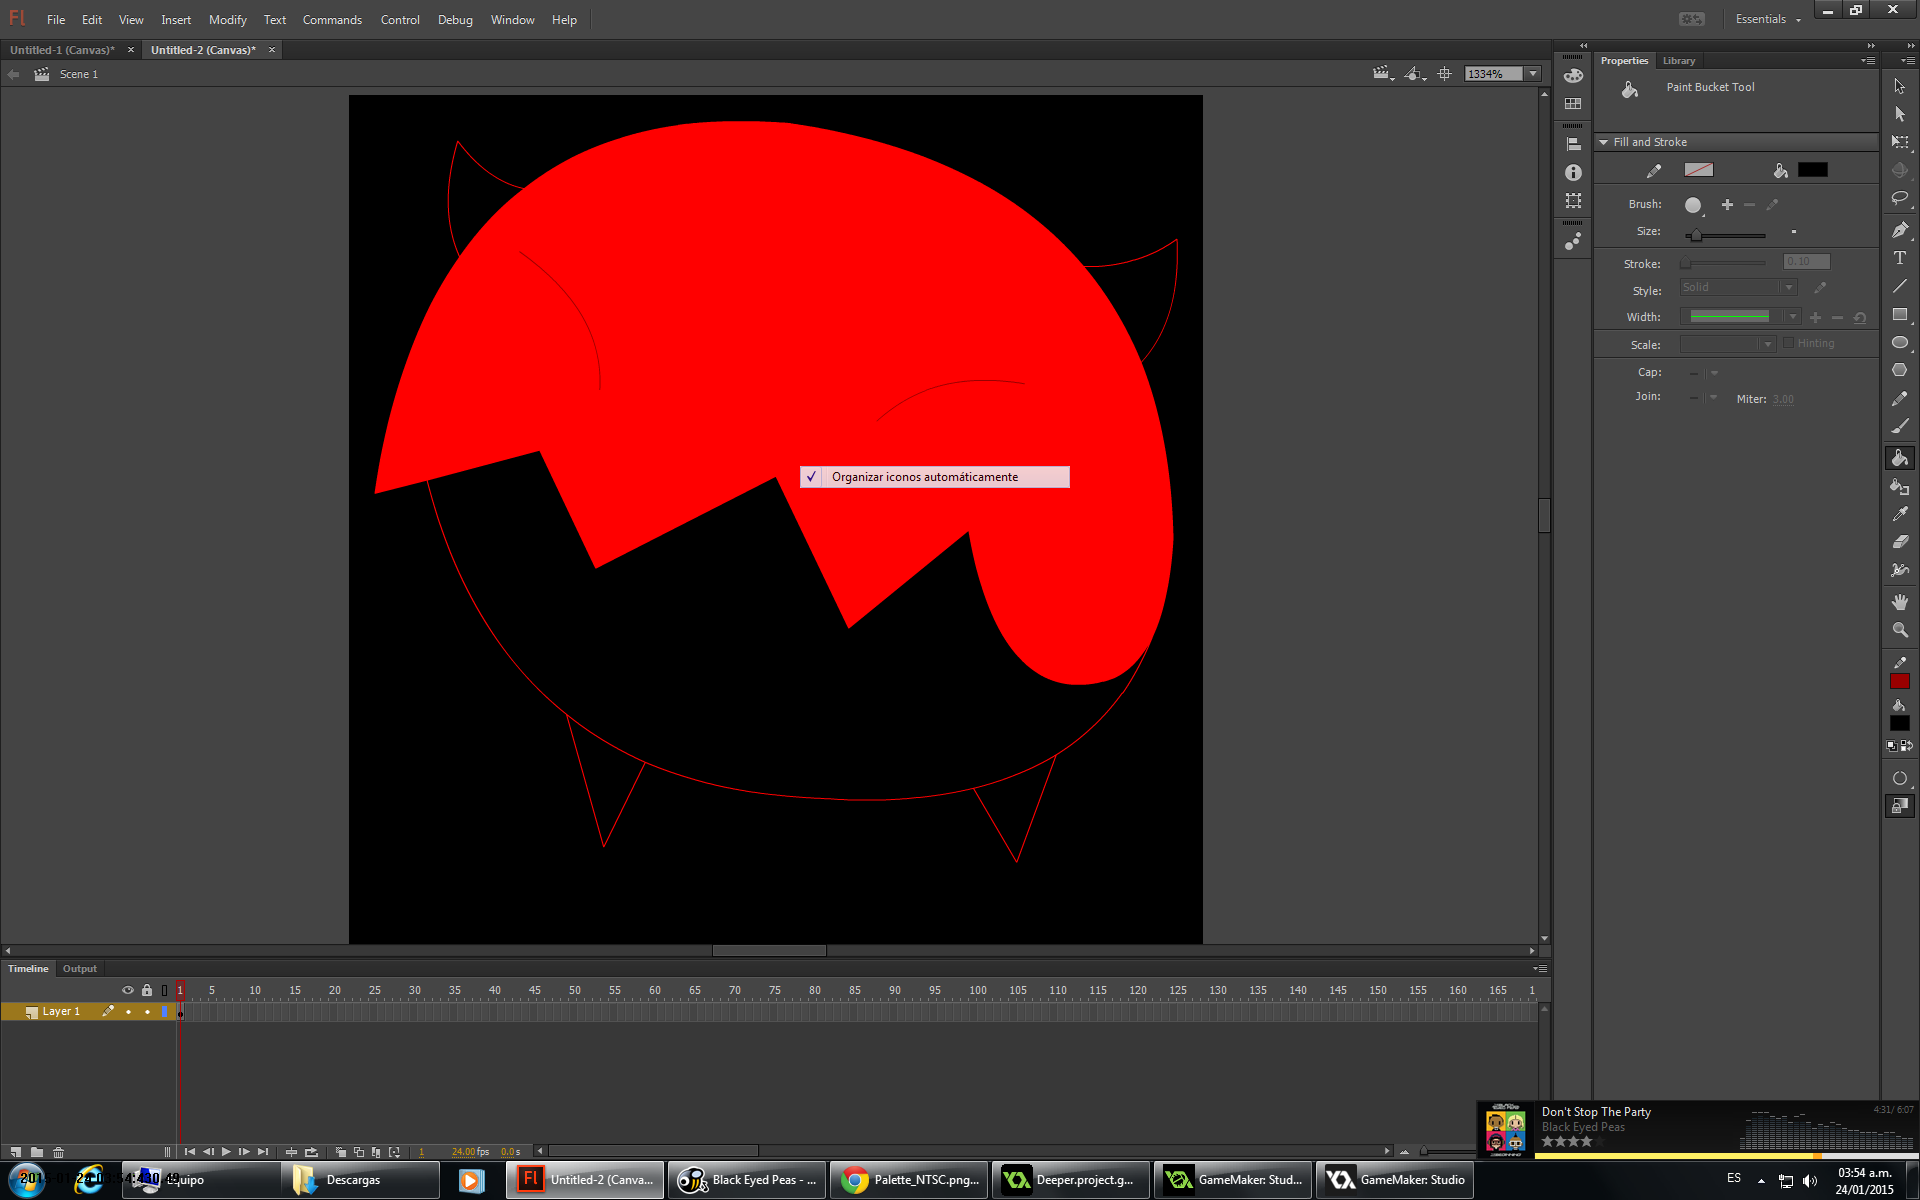 Fl File Edit View Insert Modify Text Commands Control Debug Window Help Essentials
Untitled-1 (Canvas)* × Untitled-2 (Canvas)* ×
Scene 1
1334%
Properties Library
Paint Bucket Tool
Fill and Stroke
Brush:
Size:
Stroke: 0,10
Style: Solid
Width:
Scale: Hinting
Cap:
Join: Miter: 3,00
Organizar iconos automáticamente
Timeline Output
1 5 10 15 20 25 30 35 40 45 50 55 60 65 70 75 80 85 90 95 100 105 110 115 120 125 130 135 140 145 150 155 160 165 1
Layer 1
1 24.00 fps 0.0 s
Don't Stop The Party
4:31/ 6:07
Black Eyed Peas
Equipo
Descargas
Fl Untitled-2 (Canva...
Black Eyed Peas - ...
Palette_NTSC.png...
Deeper.project.g...
GameMaker: Stud...
GameMaker: Studio
ES
03:54 a.m.
24/01/2015